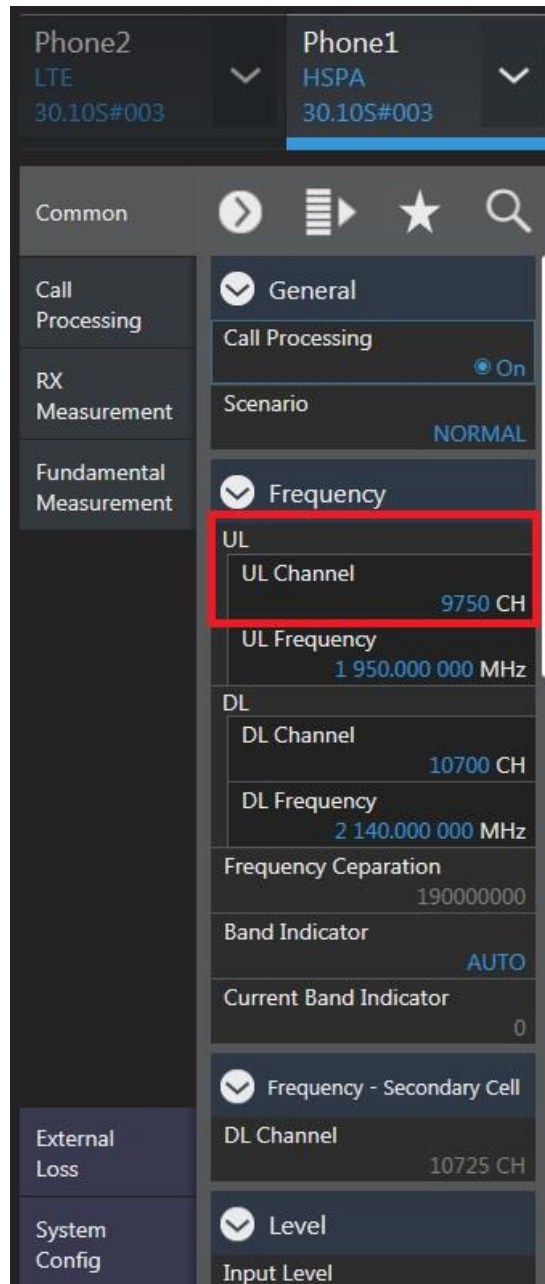 Phone2
LTE
30.10S#003
Phone1
HSPA
30.10S#003
Common
Call
Processing
RX
Measurement
Fundamental
Measurement
External
Loss
System
Config
General
Call Processing
On
Scenario
NORMAL
Frequency
UL
UL Channel
9750 CH
UL Frequency
1 950.000 000 MHz
DL
DL Channel
10700 CH
DL Frequency
2 140.000 000 MHz
Frequency Ceparation
190000000
Band Indicator
AUTO
Current Band Indicator
0
Frequency - Secondary Cell
DL Channel
10725 CH
Level
Input Level